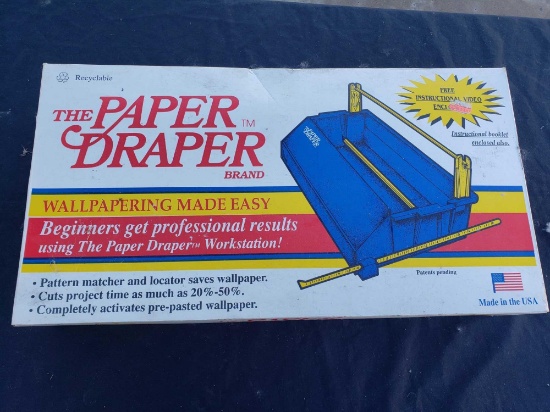 Recyclable
THE PAPER DRAPER TM
BRAND
WALLPAPERING MADE EASY
Beginners get professional results
using The Paper Draper™ Workstation!
• Pattern matcher and locator saves wallpaper.
• Cuts project time as much as 20%-50%.
• Completely activates pre-pasted wallpaper.
FREE
INSTRUCTIONAL VIDEO
Instructional booklet
enclosed also.
PAPER
DRAPER
Patents pending
Made in the USA